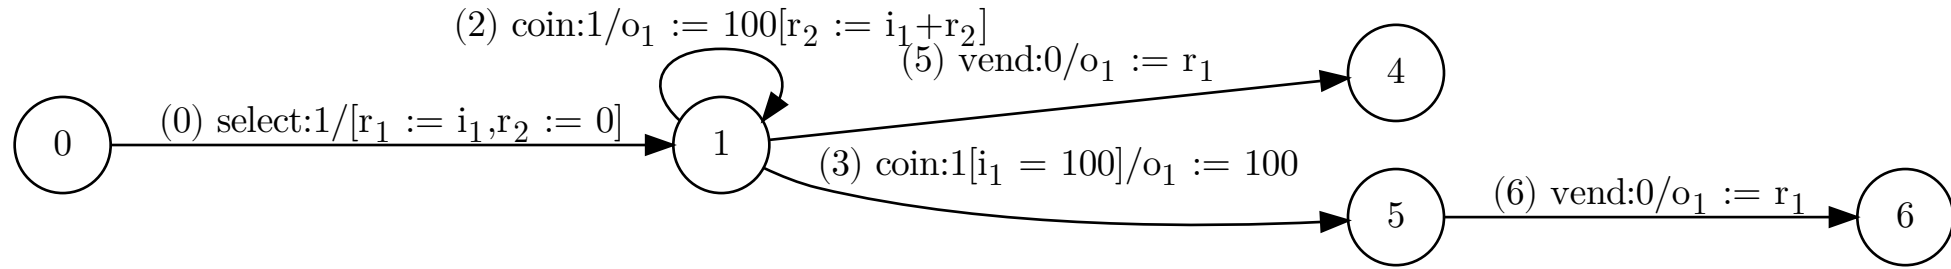 (2) coin:1/o₁ := 100[r₂ := i₁+r₂]
(5) vend:0/o₁ := r₁
4
(0) select:1/[r₁ := i₁,r₂ := 0]
0
1
(3) coin:1[i₁ = 100]/o₁ := 100
(6) vend:0/o₁ := r₁
5
6